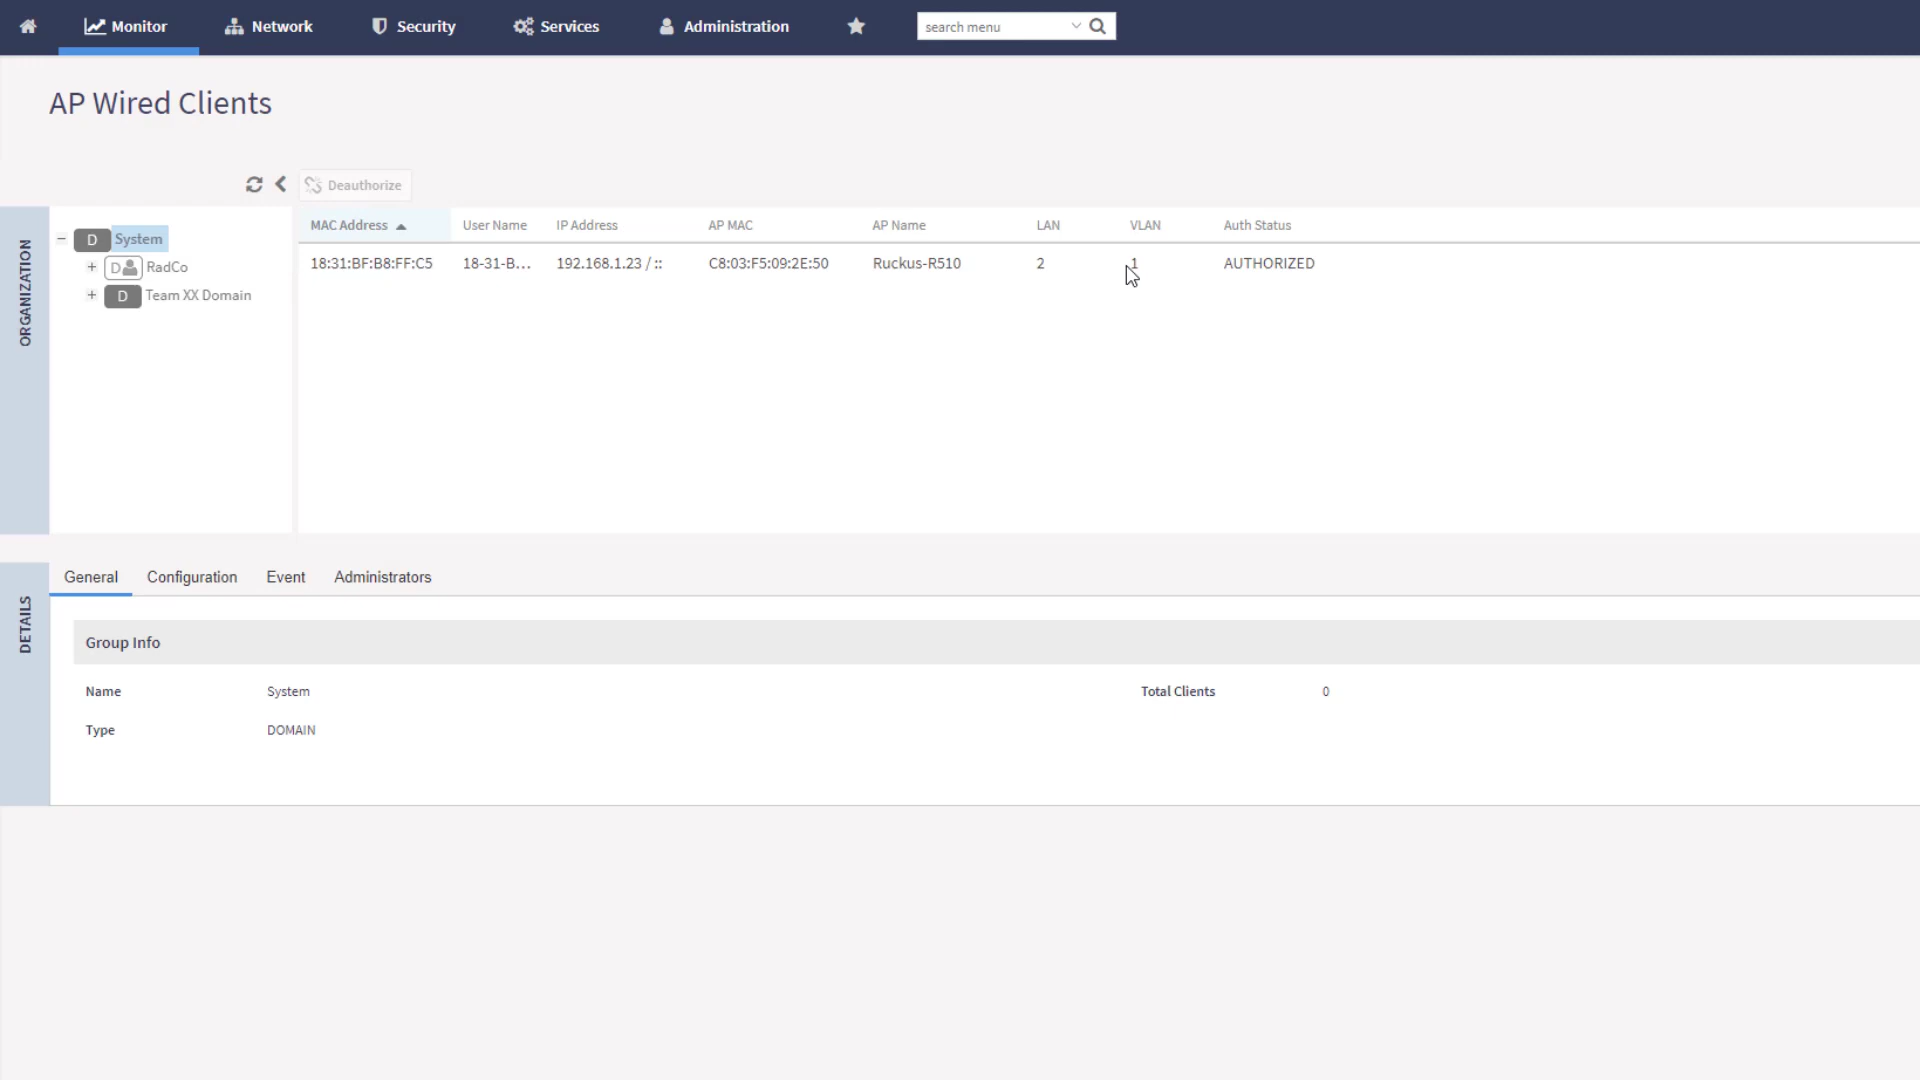 Monitor Network Security Services Administration search menu
AP Wired Clients
Deauthorize
ORGANIZATION
D System
D RadCo
D Team XX Domain
MAC Address User Name IP Address AP MAC AP Name LAN VLAN Auth Status
18:31:BF:B8:FF:C5 18-31-B... 192.168.1.23 / :: C8:03:F5:09:2E:50 Ruckus-R510 2 1 AUTHORIZED
DETAILS
General Configuration Event Administrators
Group Info
Name System Total Clients 0
Type DOMAIN